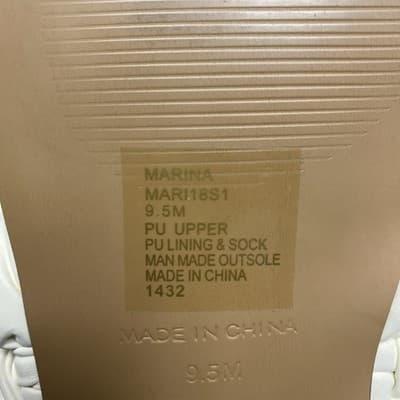 MARINA
MARI18S1
9.5M
PU UPPER
PU LINING & SOCK
MAN MADE OUTSOLE
MADE IN CHINA
1432
MADE IN CHINA
9.5M